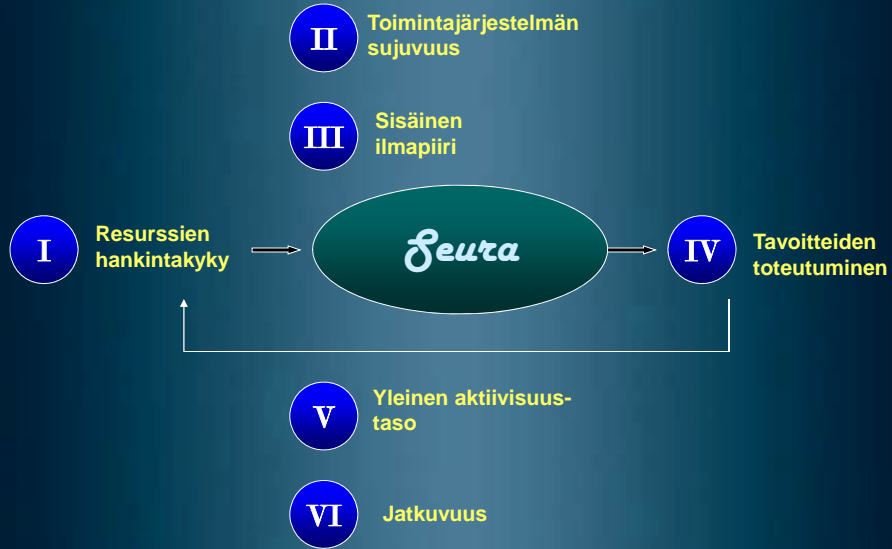 II
Toimintajärjestelmän
sujuvuus
III
Sisäinen
ilmapiiri
I
Resurssien
hankintakyky
Seura
IV
Tavoitteiden
toteutuminen
V
Yleinen aktiivisuus-
taso
VI
Jatkuvuus